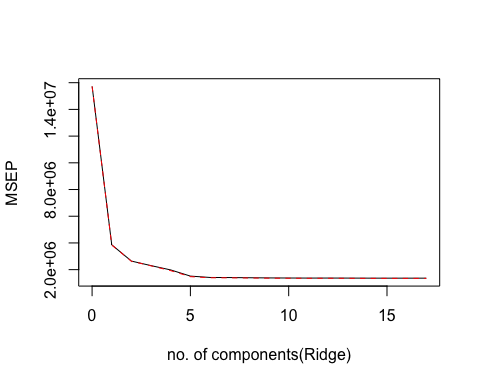 MSEP
1.4e+07
8.0e+06
2.0e+06
0 5 10 15
no. of components(Ridge)